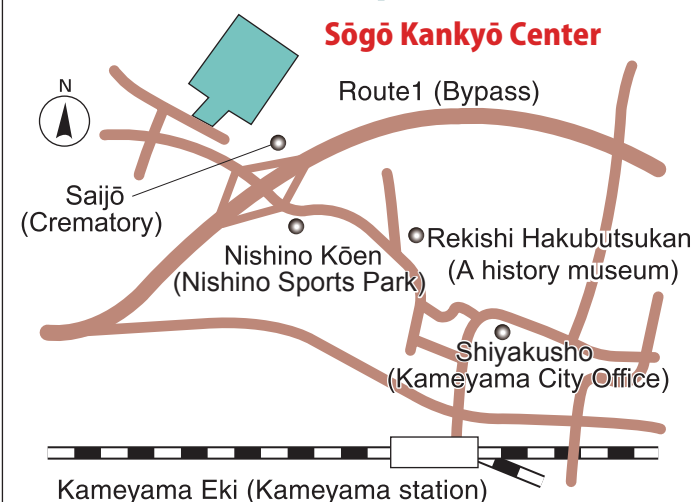 Sōgō Kankyō Center
Route1 (Bypass)
N
Saijō
(Crematory)
Rekishi Hakubutsukan
(A history museum)
Nishino Kōen
(Nishino Sports Park)
Shiyakusho
(Kameyama City Office)
Kameyama Eki (Kameyama station)